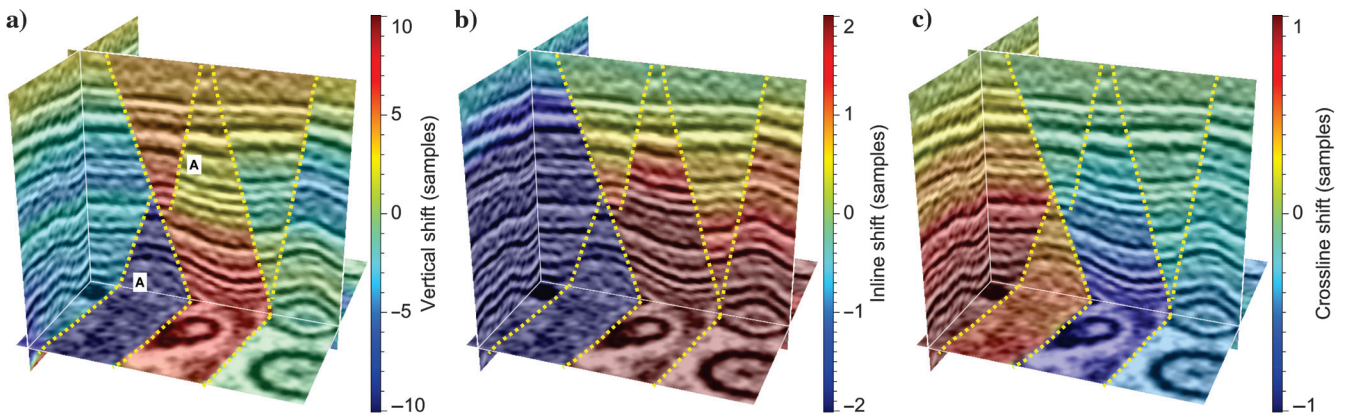 a)
10
5
0
−5
−10
Vertical shift (samples)
A
A
b)
2
1
0
−1
−2
Inline shift (samples)
c)
1
0
−1
Crossline shift (samples)